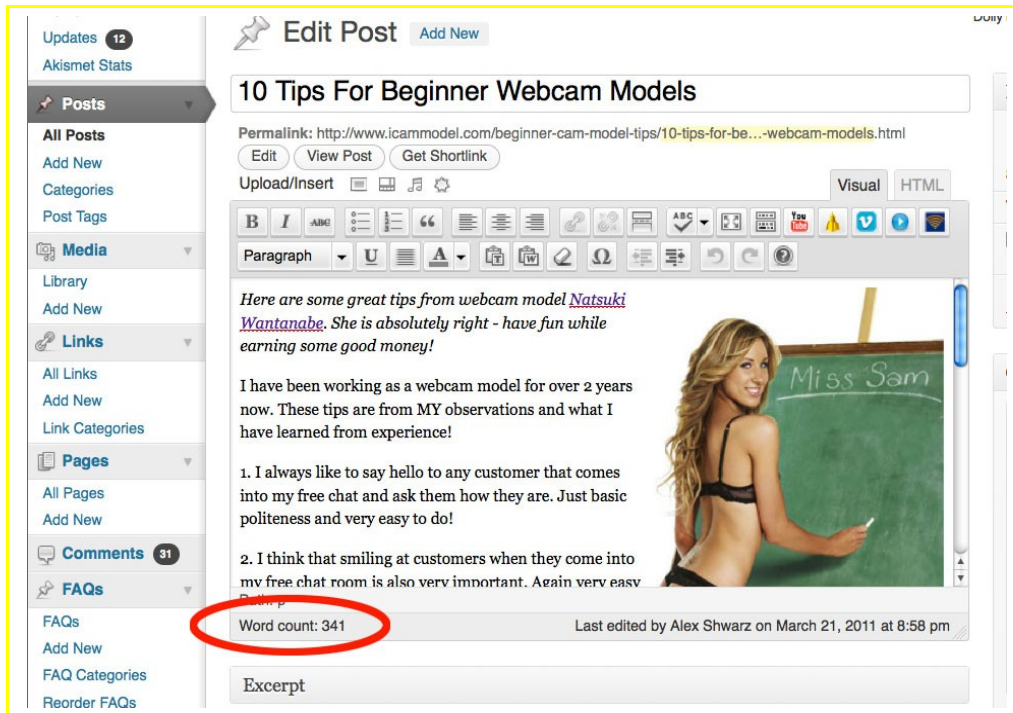 Updates 12
Akismet Stats
Posts
All Posts
Add New
Categories
Post Tags
Media
Library
Add New
Links
All Links
Add New
Link Categories
Pages
All Pages
Add New
Comments 31
FAQs
FAQs
Add New
FAQ Categories
Reorder FAQs
Edit Post Add New
10 Tips For Beginner Webcam Models
Permalink: http://www.icammodel.com/beginner-cam-model-tips/10-tips-for-be...-webcam-models.html
Edit View Post Get Shortlink
Upload/Insert Visual HTML
B I ABC ABC You Tube
Paragraph U A T W Ω
Here are some great tips from webcam model Natsuki
Wantanabe. She is absolutely right - have fun while
earning some good money!
I have been working as a webcam model for over 2 years
now. These tips are from MY observations and what I
have learned from experience!
1. I always like to say hello to any customer that comes
into my free chat and ask them how they are. Just basic
politeness and very easy to do!
2. I think that smiling at customers when they come into
my free chat room is also very important. Again very easy
Miss Sam
Path: p
Word count: 341 Last edited by Alex Shwarz on March 21, 2011 at 8:58 pm
Excerpt